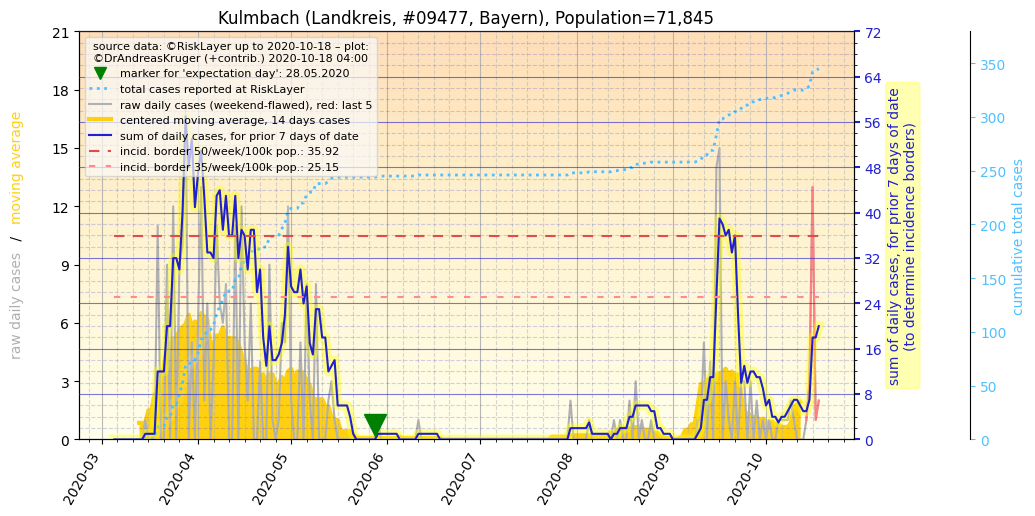 Kulmbach (Landkreis, #09477, Bayern), Population=71,845
source data: ©RiskLayer up to 2020-10-18 – plot:
©DrAndreasKruger (+contrib.) 2020-10-18 04:00
marker for 'expectation day': 28.05.2020
total cases reported at RiskLayer
raw daily cases (weekend-flawed), red: last 5
centered moving average, 14 days cases
sum of daily cases, for prior 7 days of date
incid. border 50/week/100k pop.: 35.92
incid. border 35/week/100k pop.: 25.15
raw daily cases / moving average
21
18
15
12
9
6
3
0
2020-03
2020-04
2020-05
2020-06
2020-07
2020-08
2020-09
2020-10
72
64
56
48
40
32
24
16
8
0
sum of daily cases, for prior 7 days of date
(to determine incidence borders)
350
300
250
200
150
100
50
0
cumulative total cases